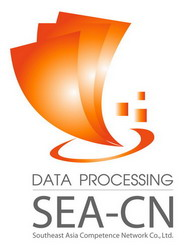 DATA PROCESSING
SEA-CN
Southeast Asia Competence Network Co., Ltd.